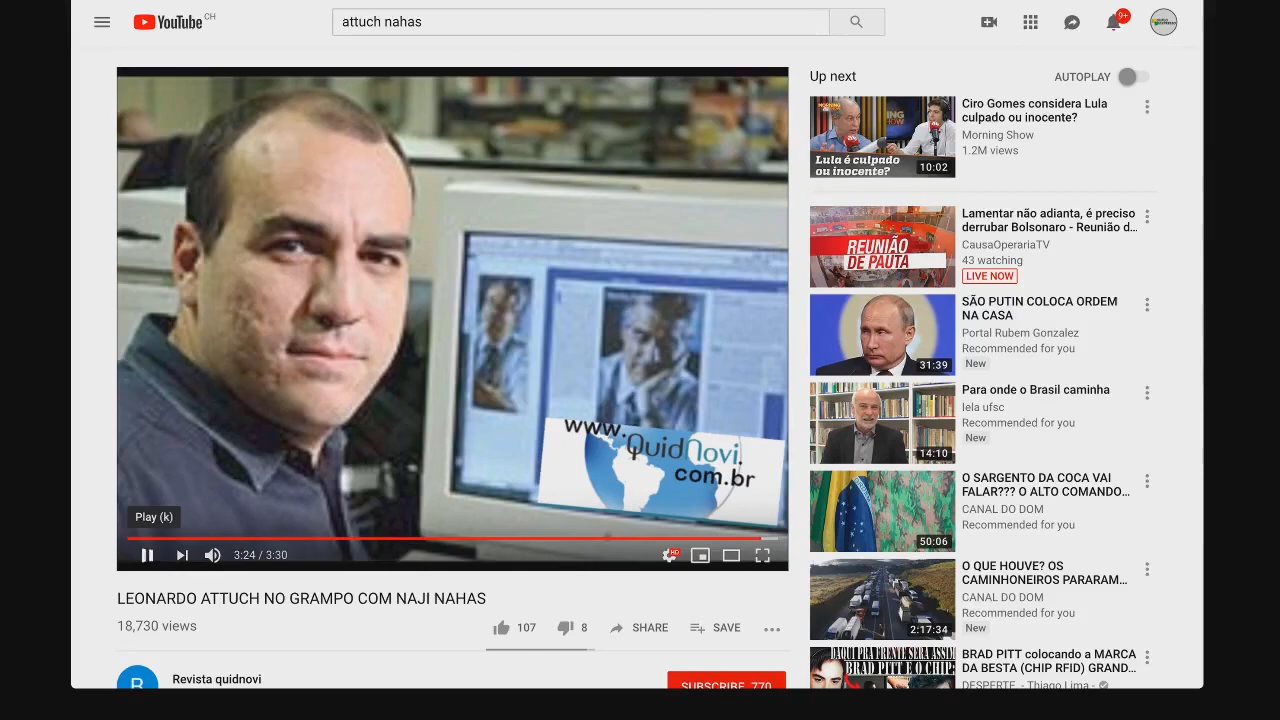 YouTube CH
attuch nahas
9+
www.QuidNovi.
com.br
Play (k)
3:24 / 3:30
HD
LEONARDO ATTUCH NO GRAMPO COM NAJI NAHAS
18,730 views
107
8
SHARE
SAVE
Revista quidnovi
SUBSCRIBE 770
Up next
AUTOPLAY
Lula é culpado
ou inocente?
10:02
Ciro Gomes considera Lula
culpado ou inocente?
Morning Show
1.2M views
REUNIÃO
DE PAUTA
Lamentar não adianta, é preciso
derrubar Bolsonaro - Reunião d...
CausaOperariaTV
43 watching
LIVE NOW
31:39
SÃO PUTIN COLOCA ORDEM
NA CASA
Portal Rubem Gonzalez
Recommended for you
New
14:10
Para onde o Brasil caminha
Iela ufsc
Recommended for you
New
50:06
O SARGENTO DA COCA VAI
FALAR??? O ALTO COMANDO...
CANAL DO DOM
Recommended for you
2:17:34
O QUE HOUVE? OS
CAMINHONEIROS PARARAM...
CANAL DO DOM
Recommended for you
New
BRAD PITT E O CHIP
BRAD PITT colocando a MARCA
DA BESTA (CHIP RFID) GRAND...
DESPERTE - Thiago Lima -